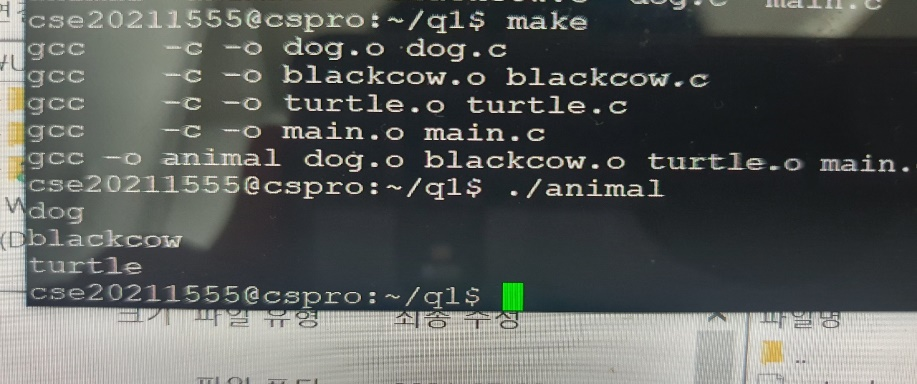 main.c
cse20211555@cspro:~/q1$ make
gcc    -c -o dog.o dog.c
gcc    -c -o blackcow.o blackcow.c
gcc    -c -o turtle.o turtle.c
gcc    -c -o main.o main.c
gcc -o animal dog.o blackcow.o turtle.o main.
cse20211555@cspro:~/q1$ ./animal
dog
blackcow
turtle
cse20211555@cspro:~/q1$
크기 파일 유형 최종 수정 파일명
..